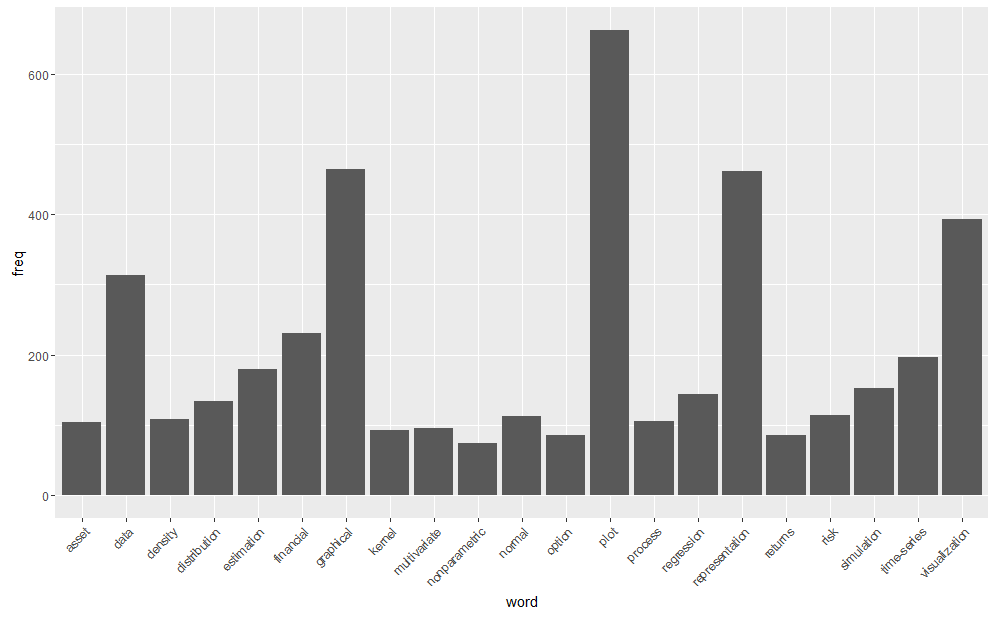 600
400
200
0
freq
asset
data
density
distribution
estimation
financial
graphical
kernel
multivariate
nonparametric
normal
option
plot
process
regression
representation
returns
risk
simulation
time-series
visualization
word